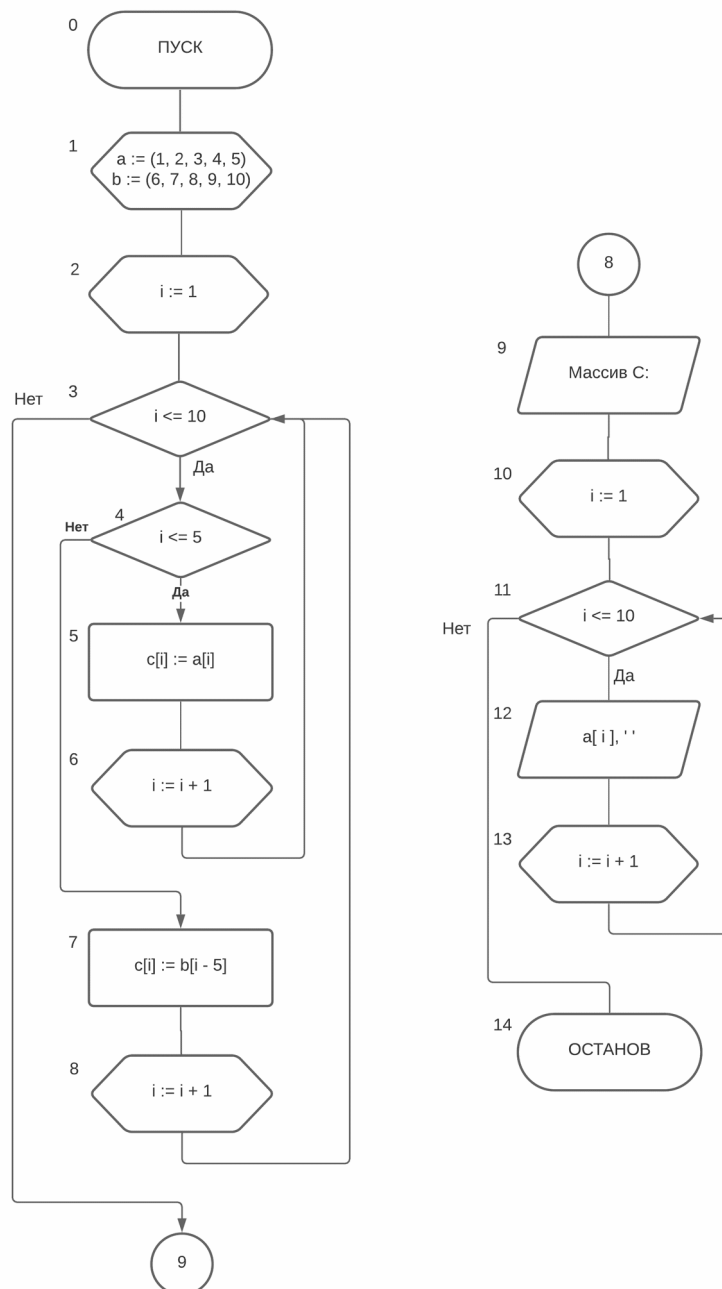 0
ПУСК
1
a := (1, 2, 3, 4, 5)
b := (6, 7, 8, 9, 10)
2
i := 1
3
Нет
i <= 10
Да
4
Нет
i <= 5
Да
5
c[i] := a[i]
6
i := i + 1
7
c[i] := b[i - 5]
8
i := i + 1
9
8
9
Массив C:
10
i := 1
11
i <= 10
Нет
Да
12
a[ i ], ' '
13
i := i + 1
14
ОСТАНОВ